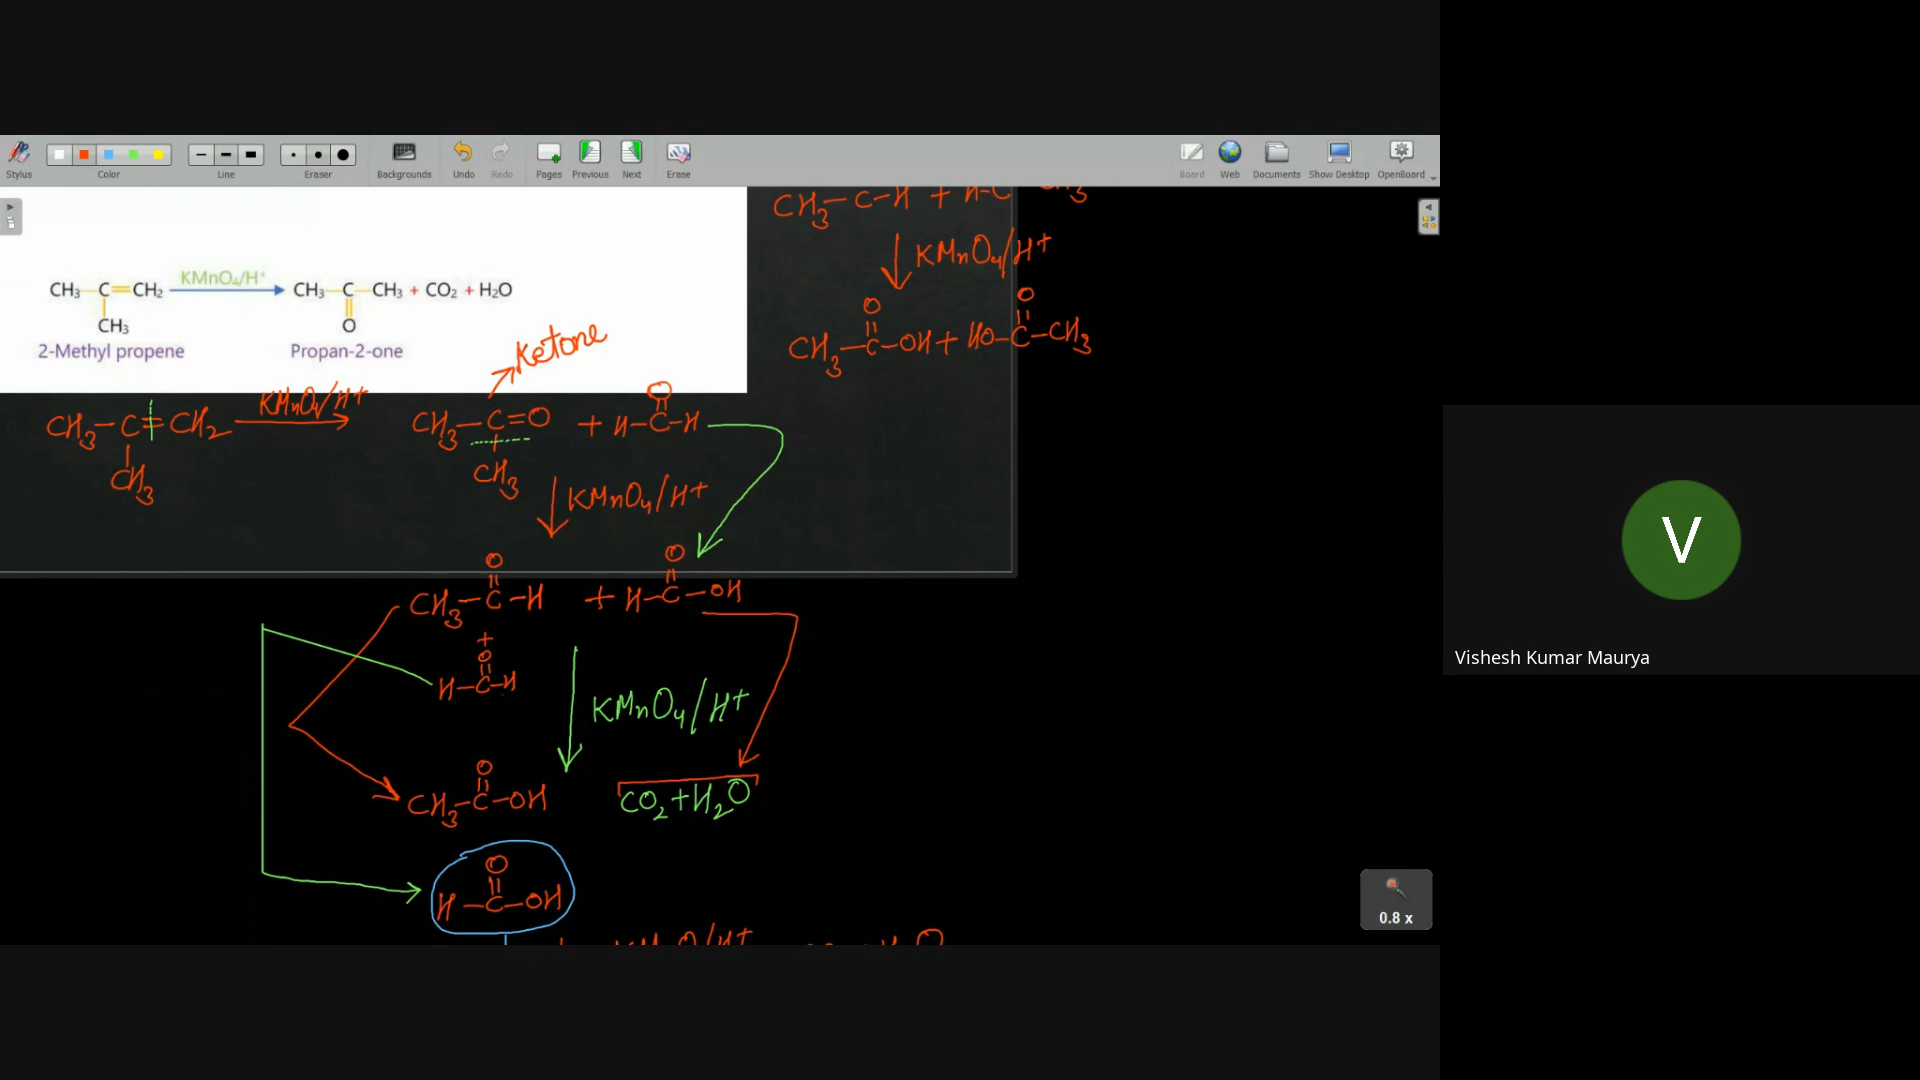 Stylus Color Line Eraser Backgrounds Undo Redo Pages Previous Next Erase Board Web Documents Show Desktop OpenBoard
CH₃—C—H + H-C CH₃
KMnO₄/H⁺
CH₃ C CH₂ KMnO₄/H⁺ CH₃ C CH₃ + CO₂ + H₂O
CH₃ O
2-Methyl propene Propan-2-one
Ketone
O O
CH₃—C—OH + HO—C—CH₃
CH₃—C=CH₂ KMnO₄/H⁺ CH₃—C=O + H—C—H
O
CH₃ CH₃
KMnO₄/H⁺
O O
CH₃—C—H + H—C—OH
+
O
H—C—H
KMnO₄/H⁺
O
CH₃—C—OH CO₂+H₂O
O
H—C—OH
0.8 x
V
Vishesh Kumar Maurya